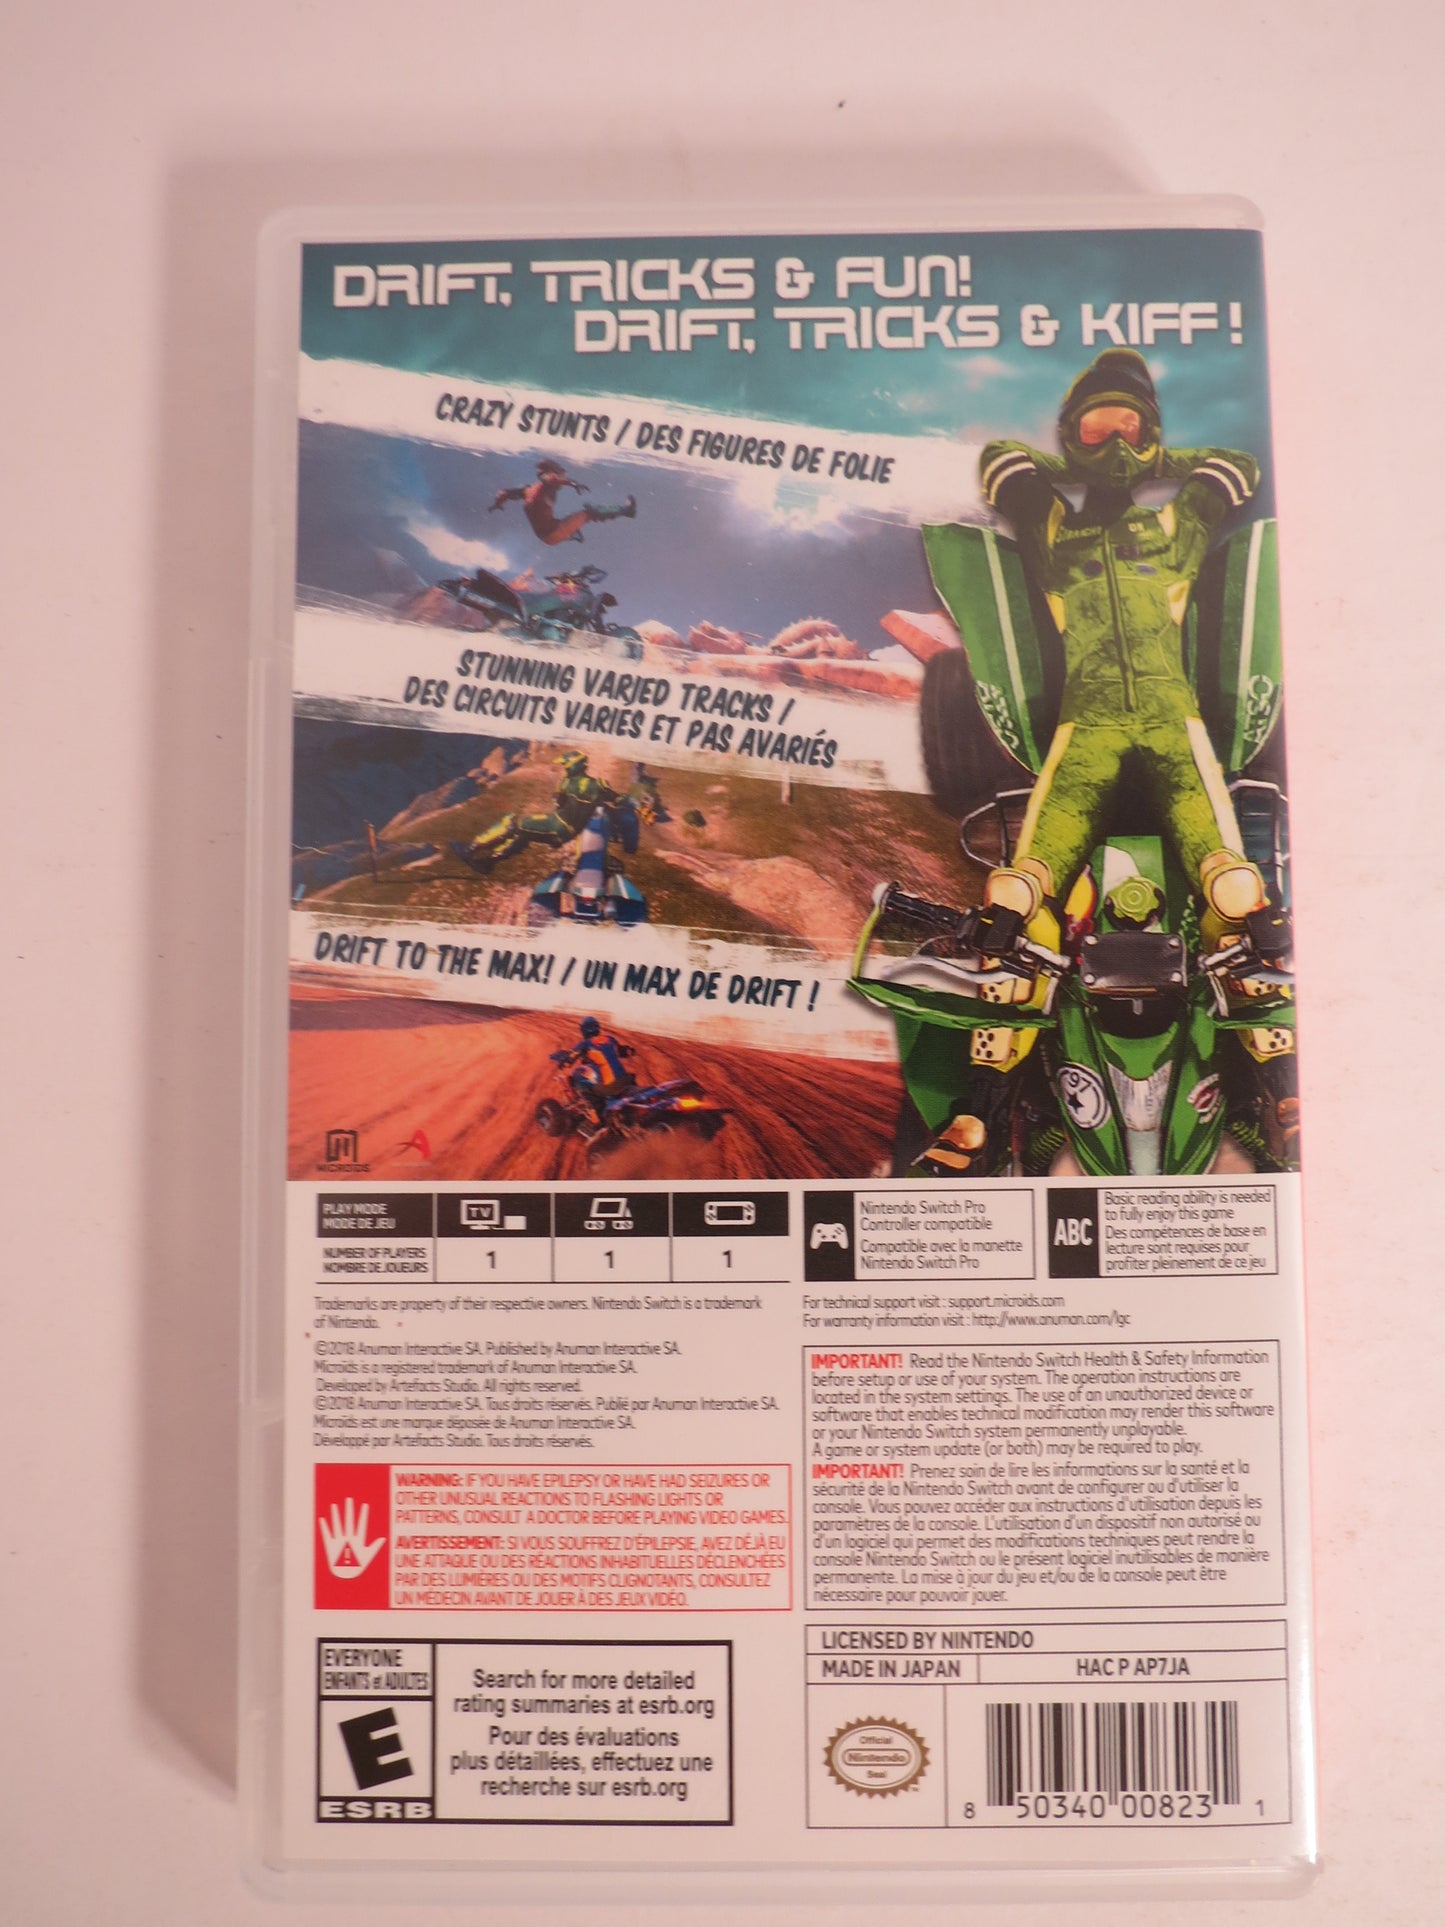 DRIFT, TRICKS & FUN!
DRIFT, TRICKS & KIFF !
CRAZY STUNTS / DES FIGURES DE FOLIE
STUNNING VARIED TRACKS /
DES CIRCUITS VARIÉS ET PAS AVARIÉS
DRIFT TO THE MAX! / UN MAX DE DRIFT !
97
MICROIDS
PLAY MODE
MODE DE JEU
TV
NUMBER OF PLAYERS
NOMBRE DE JOUEURS
1
1
1
Nintendo Switch Pro
Controller compatible
Compatible avec la manette
Nintendo Switch Pro
ABC
Basic reading ability is needed
to fully enjoy this game
Des compétences de base en
lecture sont requises pour
profiter pleinement de ce jeu
Trademarks are property of their respective owners. Nintendo Switch is a trademark
of Nintendo.
©2018 Anuman Interactive SA. Published by Anuman Interactive SA.
Microïds is a registered trademark of Anuman Interactive SA.
Developed by Artefacts Studio. All rights reserved.
©2018 Anuman Interactive SA. Tous droits réservés. Publié par Anuman Interactive SA.
Microïds est une marque déposée de Anuman Interactive SA.
Développé par Artefacts Studio. Tous droits réservés.
For technical support visit : support.microids.com
For warranty information visit : http://www.anuman.com/lgc
WARNING: IF YOU HAVE EPILEPSY OR HAVE HAD SEIZURES OR
OTHER UNUSUAL REACTIONS TO FLASHING LIGHTS OR
PATTERNS, CONSULT A DOCTOR BEFORE PLAYING VIDEO GAMES.
AVERTISSEMENT: SI VOUS SOUFFREZ D'ÉPILEPSIE, AVEZ DÉJÀ EU
UNE ATTAQUE OU DES RÉACTIONS INHABITUELLES DÉCLENCHÉES
PAR DES LUMIÈRES OU DES MOTIFS CLIGNOTANTS, CONSULTEZ
UN MÉDECIN AVANT DE JOUER À DES JEUX VIDÉO.
IMPORTANT! Read the Nintendo Switch Health & Safety Information
before setup or use of your system. The operation instructions are
located in the system settings. The use of an unauthorized device or
software that enables technical modification may render this software
or your Nintendo Switch system permanently unplayable.
A game or system update (or both) may be required to play.
IMPORTANT! Prenez soin de lire les informations sur la santé et la
sécurité de la Nintendo Switch avant de configurer ou d'utiliser la
console. Vous pouvez accéder aux instructions d'utilisation depuis les
paramètres de la console. L'utilisation d'un dispositif non autorisé ou
d'un logiciel qui permet des modifications techniques peut rendre la
console Nintendo Switch ou le présent logiciel inutilisables de manière
permanente. La mise à jour du jeu et/ou de la console peut être
nécessaire pour pouvoir jouer.
EVERYONE
ENFANTS et ADULTES
E
ESRB
Search for more detailed
rating summaries at esrb.org
Pour des évaluations
plus détaillées, effectuez une
recherche sur esrb.org
LICENSED BY NINTENDO
MADE IN JAPAN
HAC P AP7JA
Official
Nintendo
Seal
8 50340 00823 1